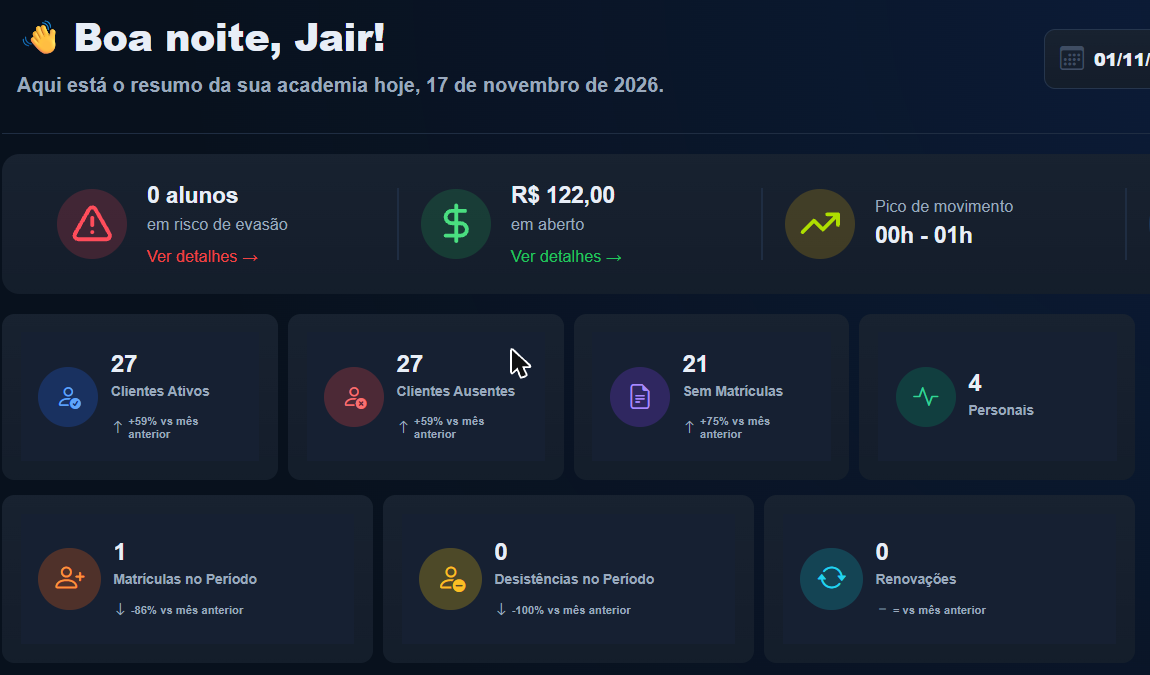 👋 Boa noite, Jair!
Aqui está o resumo da sua academia hoje, 17 de novembro de 2026.
01/11/
0 alunos
em risco de evasão
Ver detalhes →
R$ 122,00
em aberto
Ver detalhes →
Pico de movimento
00h - 01h
27
Clientes Ativos
↑ +59% vs mês
anterior
27
Clientes Ausentes
↑ +59% vs mês
anterior
21
Sem Matrículas
↑ +75% vs mês
anterior
4
Personais
1
Matrículas no Período
↓ -86% vs mês anterior
0
Desistências no Período
↓ -100% vs mês anterior
0
Renovações
− = vs mês anterior